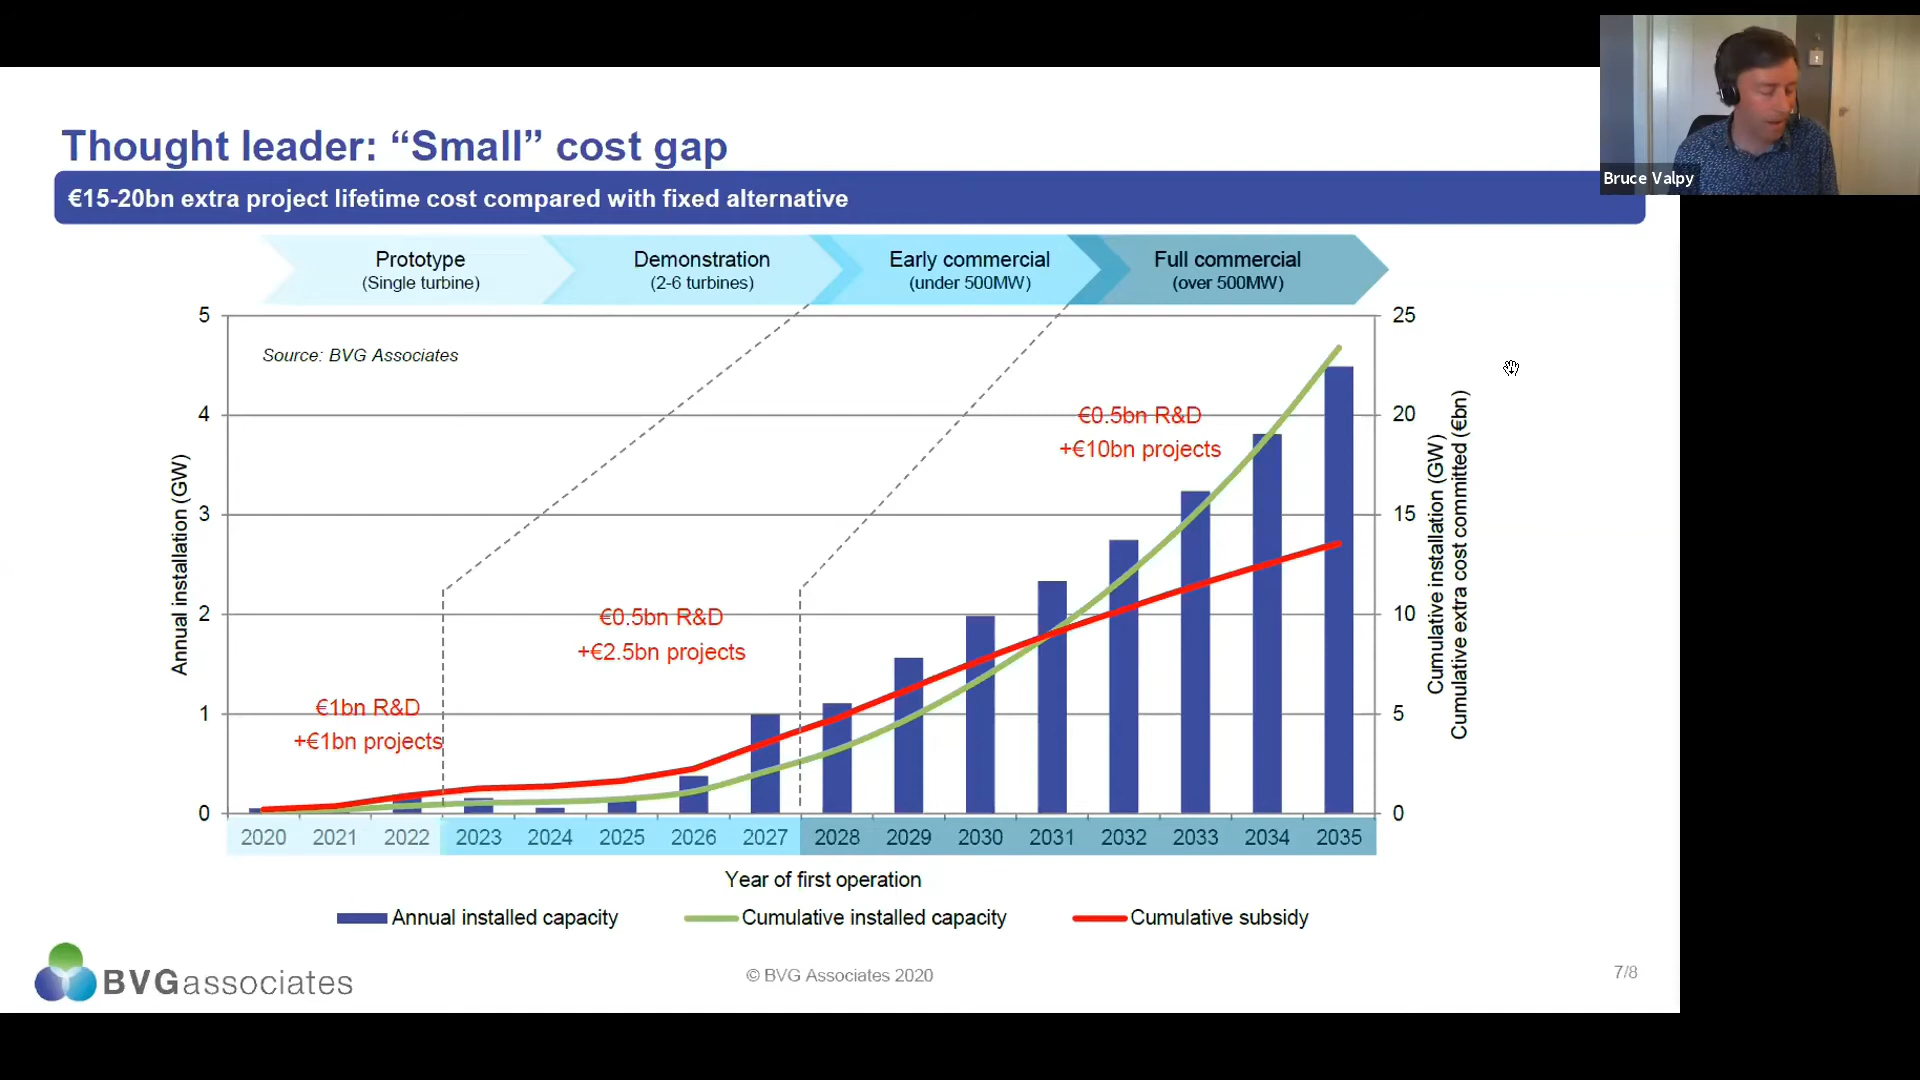 Bruce Valpy
Thought leader: “Small” cost gap
€15-20bn extra project lifetime cost compared with fixed alternative
Prototype
(Single turbine)
Demonstration
(2-6 turbines)
Early commercial
(under 500MW)
Full commercial
(over 500MW)
5
4
3
2
1
0
Annual installation (GW)
Source: BVG Associates
€1bn R&D
+€1bn projects
€0.5bn R&D
+€2.5bn projects
€0.5bn R&D
+€10bn projects
25
20
15
10
5
0
Cumulative installation (GW)
Cumulative extra cost committed (€bn)
2020 2021 2022 2023 2024 2025 2026 2027 2028 2029 2030 2031 2032 2033 2034 2035
Year of first operation
Annual installed capacity Cumulative installed capacity Cumulative subsidy
BVGassociates
© BVG Associates 2020
7/8